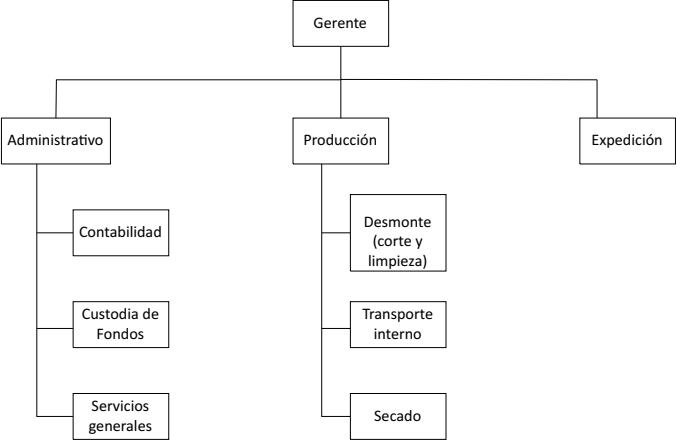 Gerente
Administrativo
Producción
Expedición
Contabilidad
Desmonte
(corte y
limpieza)
Custodia de
Fondos
Transporte
interno
Servicios
generales
Secado